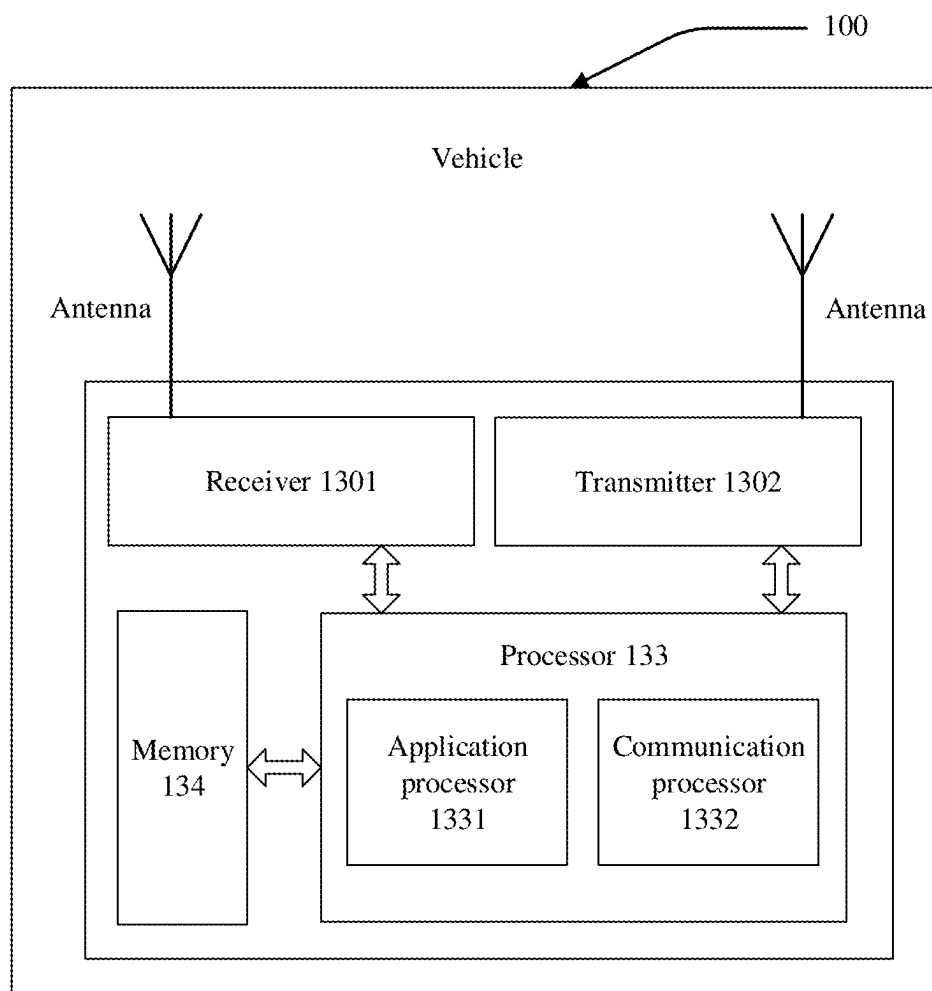 100
Vehicle
Antenna
Antenna
Receiver 1301
Transmitter 1302
Processor 133
Memory
134
Application
processor
1331
Communication
processor
1332